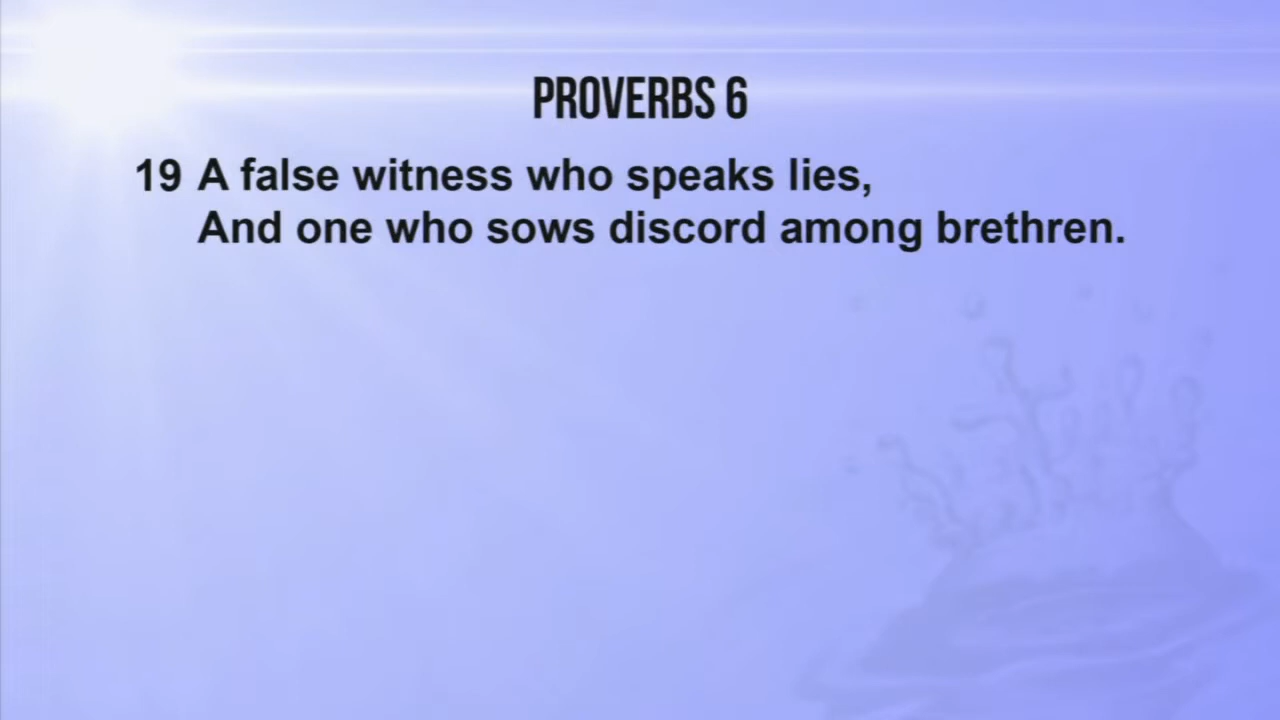 PROVERBS 6
19 A false witness who speaks lies,
And one who sows discord among brethren.